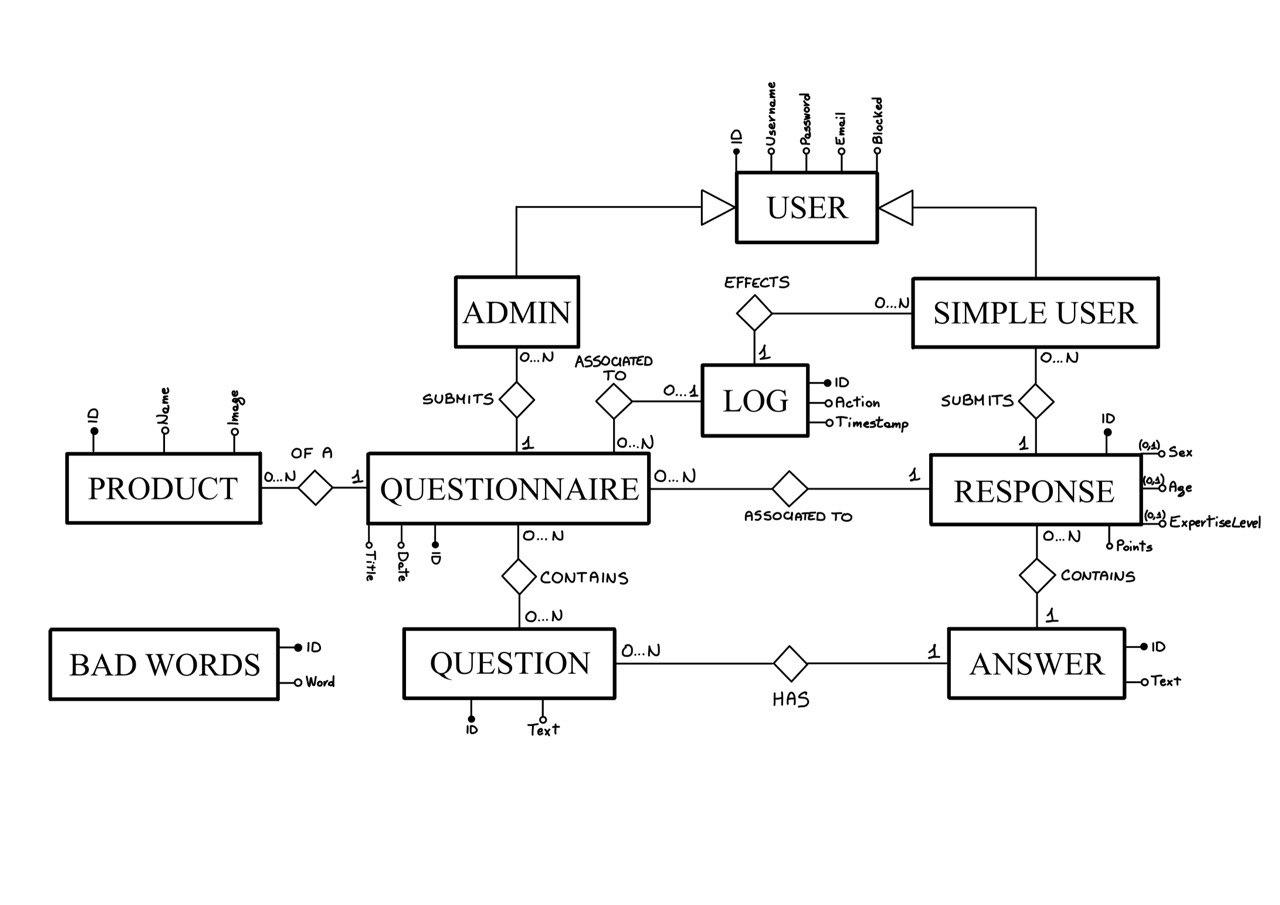 ID
Username
Password
Email
Blocked
USER
ADMIN
EFFECTS
0...N
SIMPLE USER
0...N
ASSOCIATED
TO
1
0...N
SUBMITS
0...1
LOG
ID
Action
Timestamp
SUBMITS
ID
Name
Image
OF A
1
0...N
1
ID
(0,1) Sex
PRODUCT
0...N
1
QUESTIONNAIRE
0...N
ASSOCIATED TO
1
RESPONSE
(0,1) Age
(0,1) ExpertiseLevel
Points
Title
Date
ID
0...N
CONTAINS
0...N
0...N
CONTAINS
1
BAD WORDS
ID
Word
QUESTION
0...N
HAS
1
ANSWER
ID
Text
ID
Text